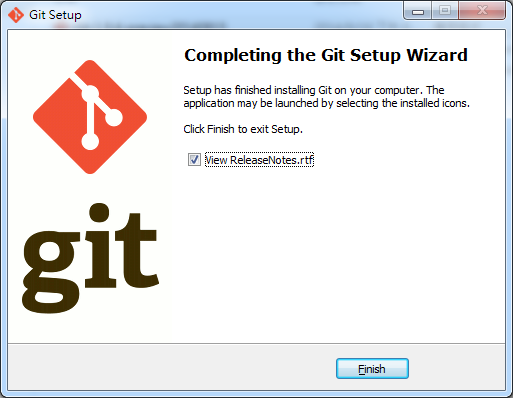 Git Setup
Completing the Git Setup Wizard
Setup has finished installing Git on your computer. The
application may be launched by selecting the installed icons.
Click Finish to exit Setup.
View ReleaseNotes.rtf
git
Finish